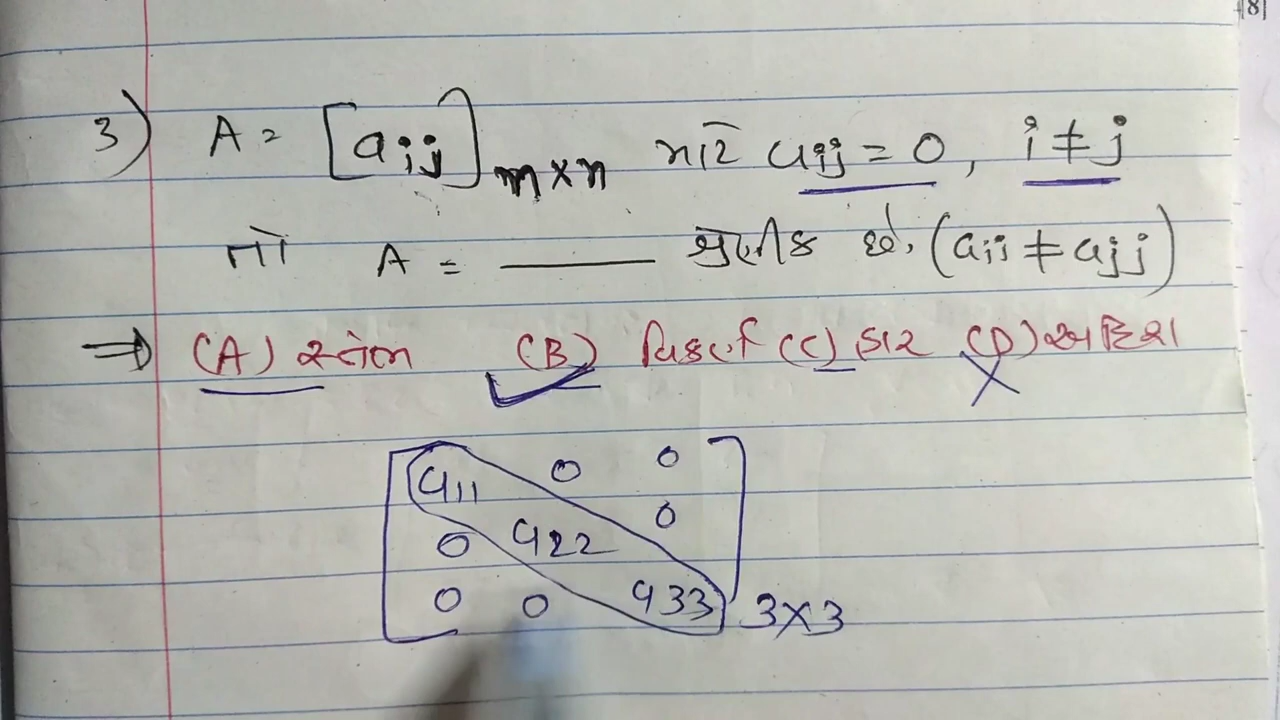 3) A = [aij]m×n માટે aij = 0, i ≠ j
તો A = ______ શ્રેણીક છે. (aii ≠ ajj)
⇒ (A) સ્તંભ (B) વિકર્ણ (C) હાર (D) અદિશ
[a11 0 0
0 a22 0
0 0 a33] 3×3